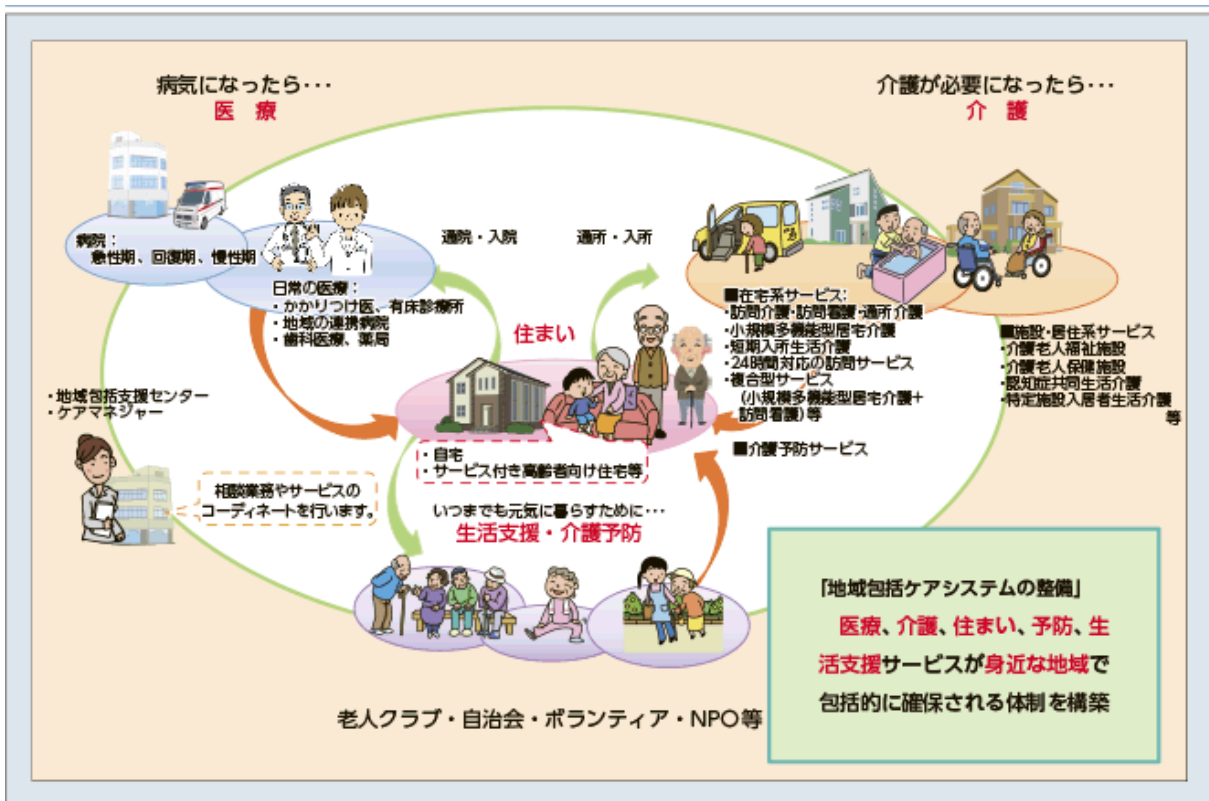 病気になったら･･･
医 療
介護が必要になったら･･･
介 護
病院：
急性期、回復期、慢性期
日常の医療：
・かかりつけ医、有床診療所
・地域の連携病院
・歯科医療、薬局
通院・入院
通所・入所
住まい
■在宅系サービス：
・訪問介護・訪問看護・通所介護
・小規模多機能型居宅介護
・短期入所生活介護
・24時間対応の訪問サービス
・複合型サービス
（小規模多機能型居宅介護＋
訪問看護）等
■介護予防サービス
■施設・居住系サービス
・介護老人福祉施設
・介護老人保健施設
・認知症共同生活介護
・特定施設入居者生活介護
等
・地域包括支援センター
・ケアマネジャー
相談業務やサービスの
コーディネートを行います。
・自宅
・サービス付き高齢者向け住宅等
いつまでも元気に暮らすために･･･
生活支援・介護予防
老人クラブ・自治会・ボランティア・NPO等
「地域包括ケアシステムの整備」
医療、介護、住まい、予防、生
活支援サービスが身近な地域で
包括的に確保される体制を構築